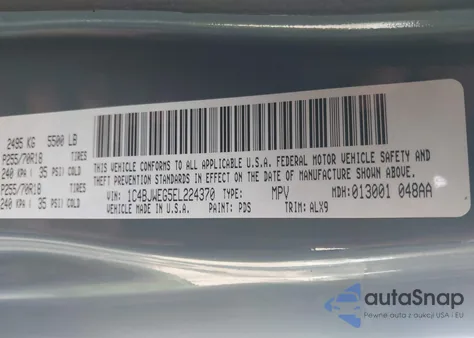 2495 KG 5500 LB
P255/70R18 TIRES
240 KPA / 35 PSI COLD
P255/70R18 TIRES
240 KPA / 35 PSI COLD
THIS VEHICLE CONFORMS TO ALL APPLICABLE U.S.A. FEDERAL MOTOR VEHICLE SAFETY AND
THEFT PREVENTION STANDARDS IN EFFECT ON THE DATE OF MANUFACTURE SHOWN ABOVE.
VIN: 1C4BJWEG5EL224370 TYPE: MPV MDH: 013001 048AA
VEHICLE MADE IN U.S.A. PAINT: PDS TRIM: ALX9
autoSnap
Pewne auta z aukcji USA i EU